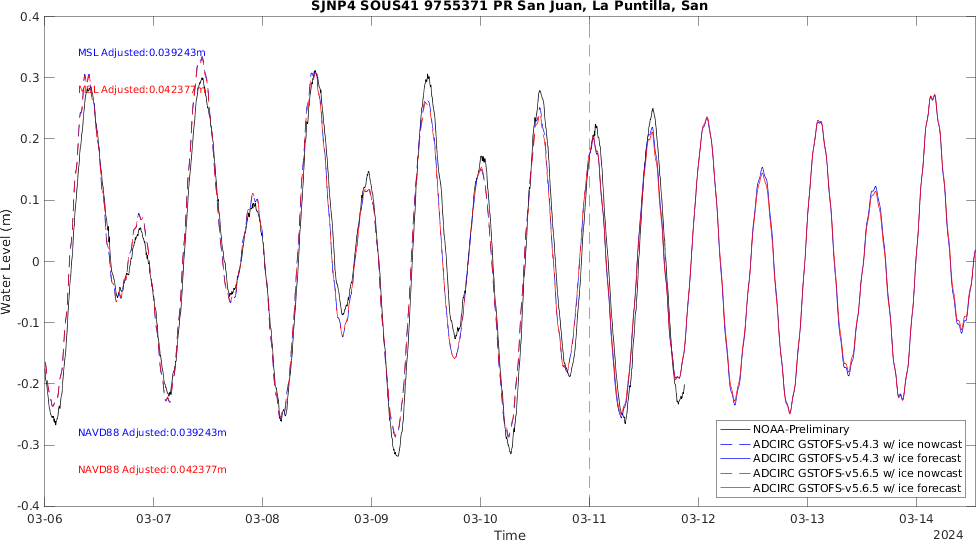 SJNP4 SOUS41 9755371 PR San Juan, La Puntilla, San
0.4
0.3
0.2
0.1
0
-0.1
-0.2
-0.3
-0.4
Water Level (m)
MSL Adjusted:0.039243m
MSL Adjusted:0.042377m
NAVD88 Adjusted:0.039243m
NAVD88 Adjusted:0.042377m
NOAA-Preliminary
ADCIRC GSTOFS-v5.4.3 w/ ice nowcast
ADCIRC GSTOFS-v5.4.3 w/ ice forecast
ADCIRC GSTOFS-v5.6.5 w/ ice nowcast
ADCIRC GSTOFS-v5.6.5 w/ ice forecast
03-06 03-07 03-08 03-09 03-10 03-11 03-12 03-13 03-14
Time
2024